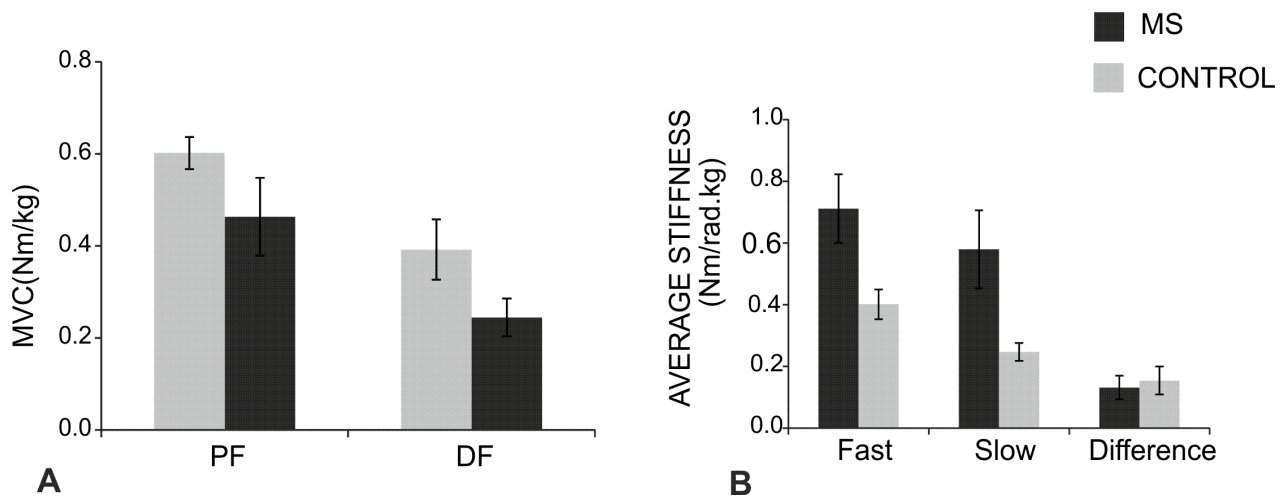 MS
CONTROL
MVC(Nm/kg)
0.8
0.6
0.4
0.2
0.0
PF
DF
A
AVERAGE STIFFNESS
(Nm/rad.kg)
1.0
0.8
0.6
0.4
0.2
0.0
Fast
Slow
Difference
B